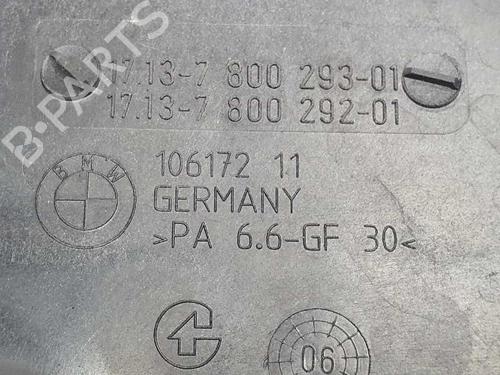 B-PARTS
17.13-7 800 293-01
17.13-7 800 292-01
BMW
106172 11
GERMANY
>PA 6.6-GF 30<
06